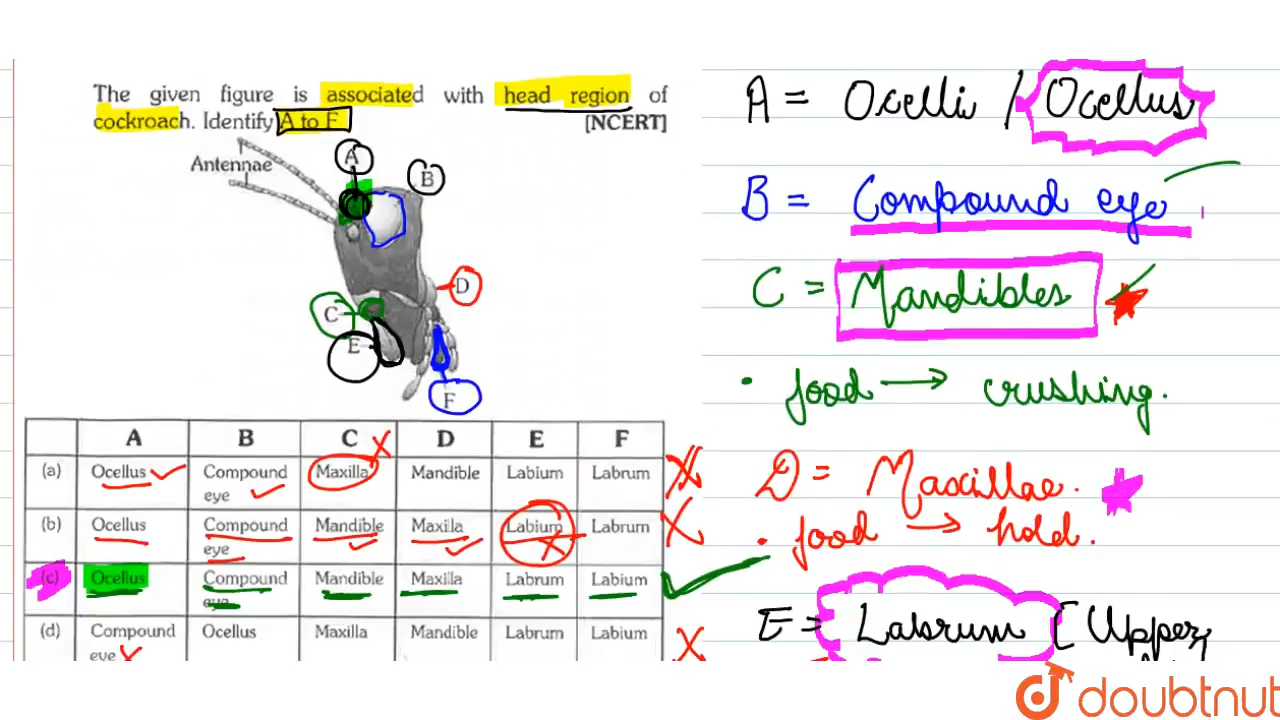 The given figure is associated with head region of
cockroach. Identify A to F [NCERT]
Antennae
A
B
D
C
E
F
A B C D E F
(a) Ocellus Compound eye Maxilla Mandible Labium Labrum
(b) Ocellus Compound eye Mandible Maxilla Labium Labrum
(c) Ocellus Compound eye Mandible Maxilla Labrum Labium
(d) Compound eye Ocellus Maxilla Mandible Labrum Labium
A = Ocelli / Ocellus
B = Compound eye
C = Mandibles
• food → crushing.
D = Maxillae.
• food → hold.
E = Labrum (Upper
doubtnut